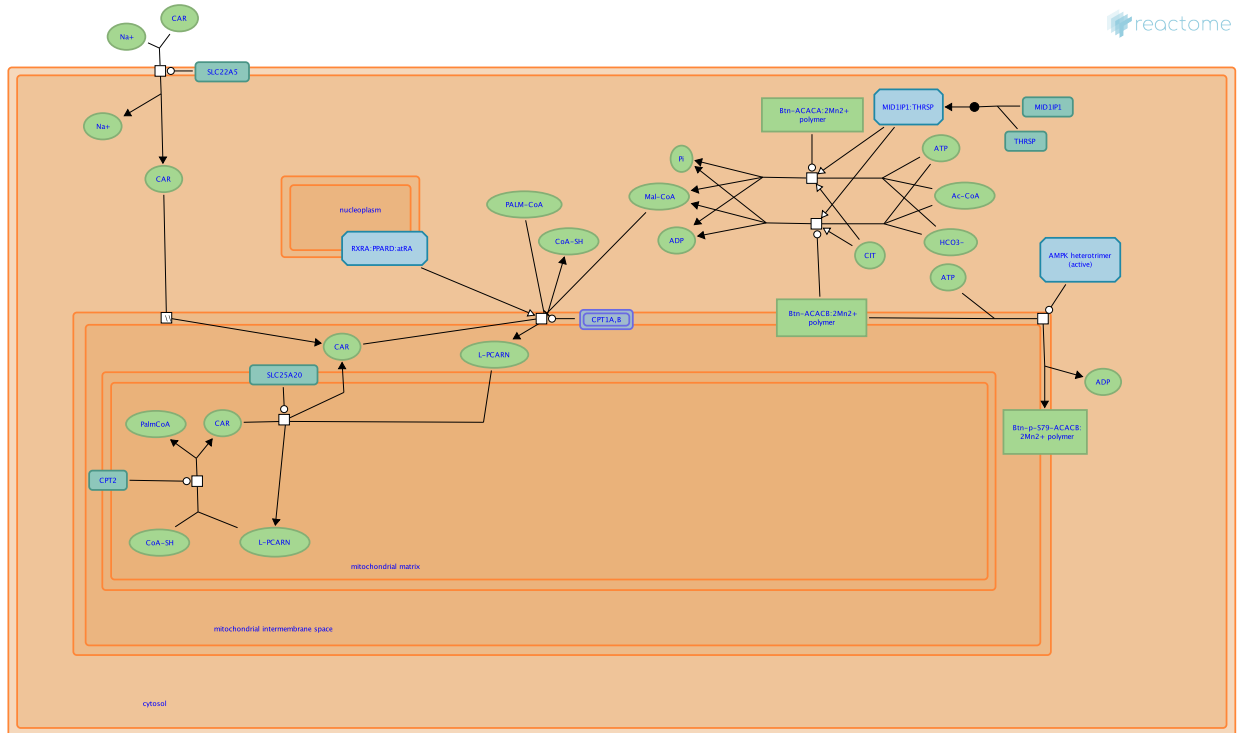 CAR
Na+
reactome
SLC22A5
Na+
CAR
Btn-ACACA:2Mn2+
polymer
MID1IP1:THRSP
MID1IP1
THRSP
Pi
ATP
nucleoplasm
PALM-CoA
Mal-CoA
Ac-CoA
RXRA:PPARD:atRA
CoA-SH
ADP
CIT
HCO3-
AMPK heterotrimer
(active)
ATP
\\
CPT1A,B
Btn-ACACB:2Mn2+
polymer
CAR
L-PCARN
SLC25A20
ADP
PalmCoA
CAR
Btn-p-S79-ACACB:
2Mn2+ polymer
CPT2
CoA-SH
L-PCARN
mitochondrial matrix
mitochondrial intermembrane space
cytosol